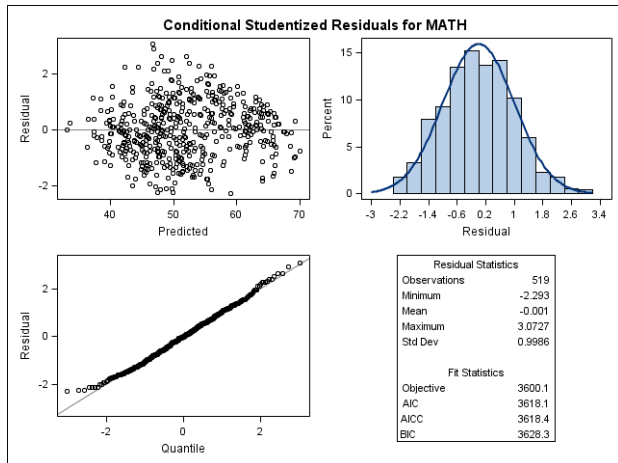 Conditional Studentized Residuals for MATH
2
0
-2
Residual
40 50 60 70
Predicted
15
10
5
0
Percent
-3 -2.2 -1.4 -0.6 0.2 1 1.8 2.6 3.4
Residual
2
0
-2
Residual
-2 0 2
Quantile
Residual Statistics
Observations 519
Minimum -2.293
Mean -0.001
Maximum 3.0727
Std Dev 0.9986
Fit Statistics
Objective 3600.1
AIC 3618.1
AICC 3618.4
BIC 3628.3